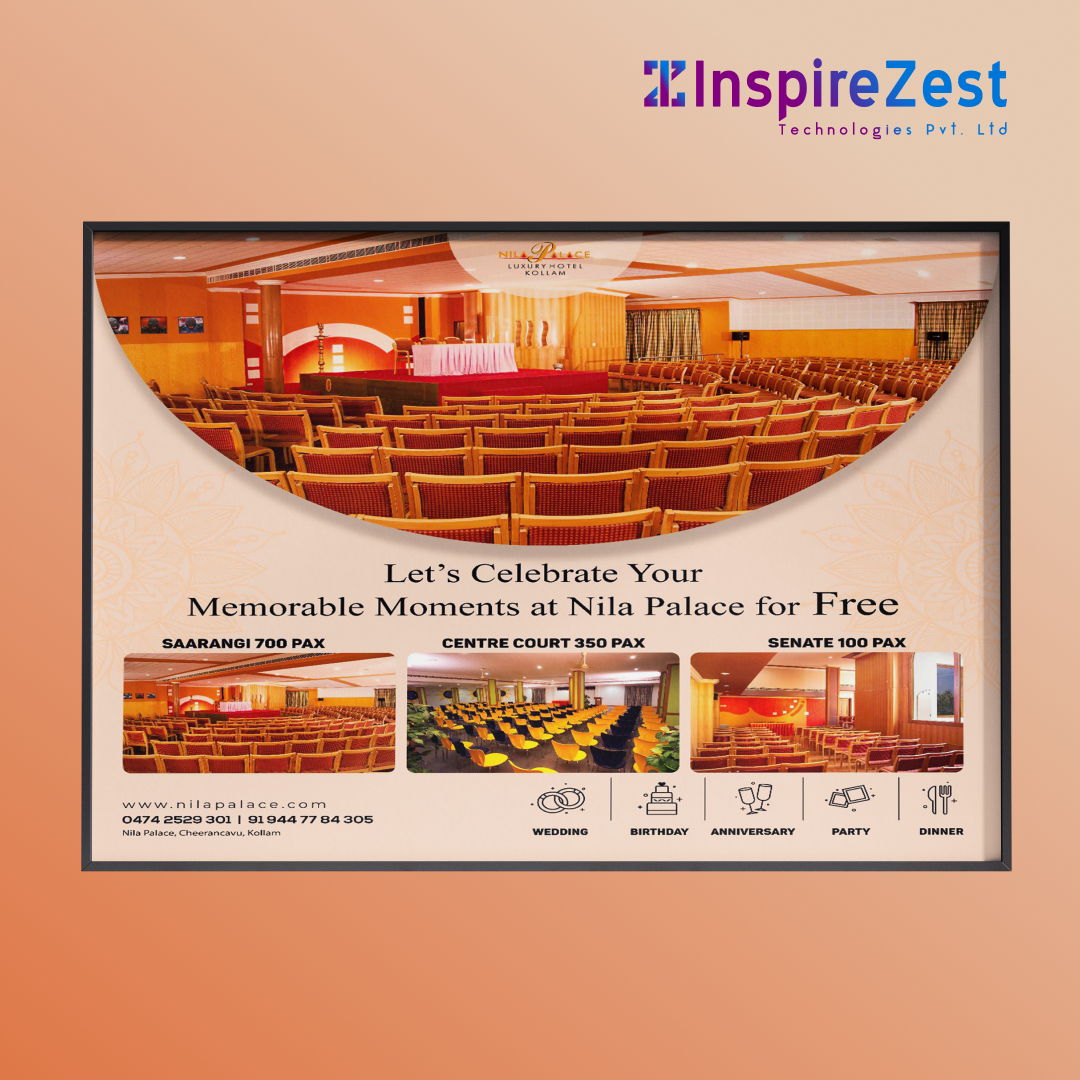 InspireZest
Technologies Pvt. Ltd
NILA PALACE
LUXURY HOTEL
KOLLAM
Let's Celebrate Your
Memorable Moments at Nila Palace for Free
SAARANGI 700 PAX
CENTRE COURT 350 PAX
SENATE 100 PAX
www.nilapalace.com
0474 2529 301 | 91 944 77 84 305
Nila Palace, Cheerancavu, Kollam
WEDDING
BIRTHDAY
ANNIVERSARY
PARTY
DINNER